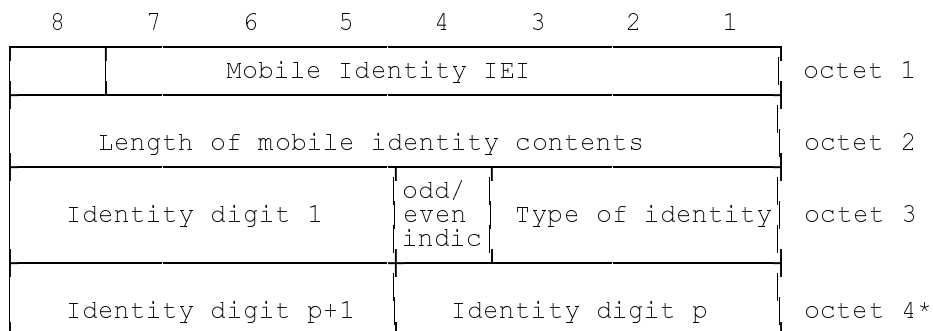 8 7 6 5 4 3 2 1
Mobile Identity IEI octet 1
Length of mobile identity contents octet 2
odd/
Identity digit 1 even Type of identity octet 3
indic
Identity digit p+1 Identity digit p octet 4*